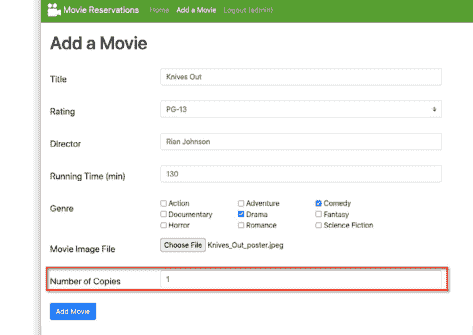 Movie Reservations Home Add a Movie Logout (admin)
Add a Movie
Title Knives Out
Rating PG-13
Director Rian Johnson
Running Time (min) 130
Genre Action Adventure Comedy
Documentary Drama Fantasy
Horror Romance Science Fiction
Movie Image File Choose File Knives_Out_poster.jpeg
Number of Copies 1
Add Movie